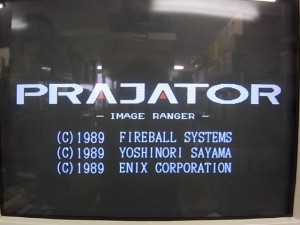 PRAJATOR
– IMAGE RANGER –
(C)1989 FIREBALL SYSTEMS
(C)1989 YOSHINORI SAYAMA
(C)1989 ENIX CORPORATION